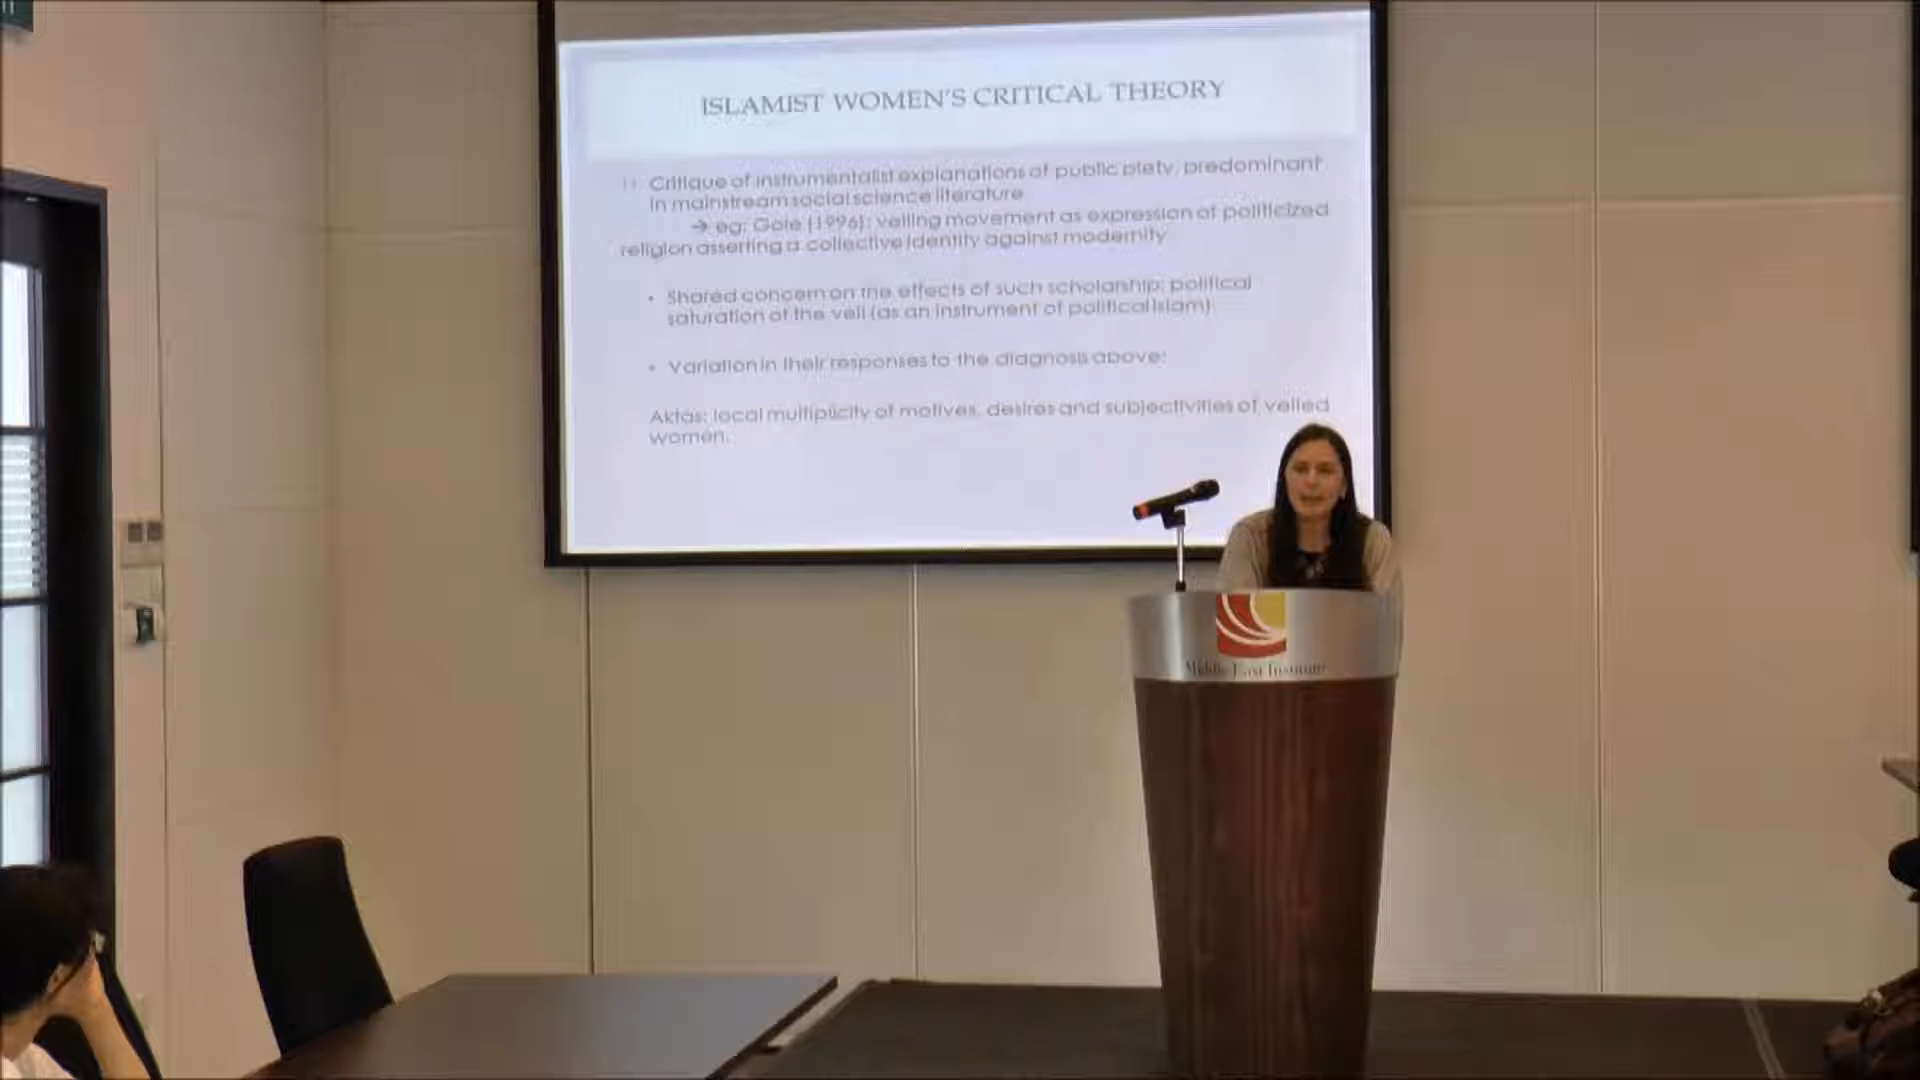 ISLAMIST WOMEN'S CRITICAL THEORY
Critique of instrumentalist explanations of public piety, predominant
in mainstream social science literature
→ eg: Gole (1996): veiling movement as expression of politicized
religion asserting a collective identity against modernity
• Shared concern on the effects of such scholarship: political
saturation of the veil (as an instrument of political Islam)
• Variation in their responses to the diagnosis above:
Aktas: local multiplicity of motives, desires and subjectivities of veiled
women.
Middle East Institute